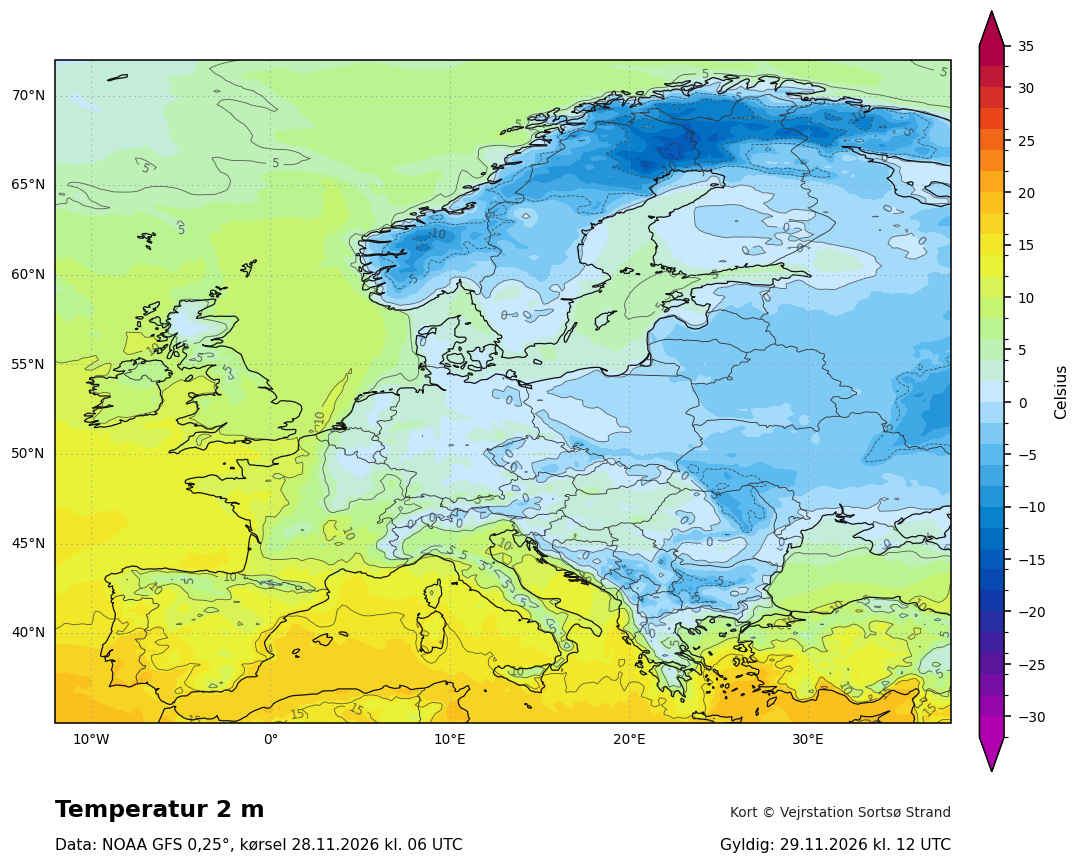 70°N
65°N
60°N
55°N
50°N
45°N
40°N
10°W
0°
10°E
20°E
30°E
35
30
25
20
15
10
5
0
−5
−10
−15
−20
−25
−30
Celsius
Temperatur 2 m
Kort © Vejrstation Sortsø Strand
Data: NOAA GFS 0,25°, kørsel 28.11.2026 kl. 06 UTC
Gyldig: 29.11.2026 kl. 12 UTC